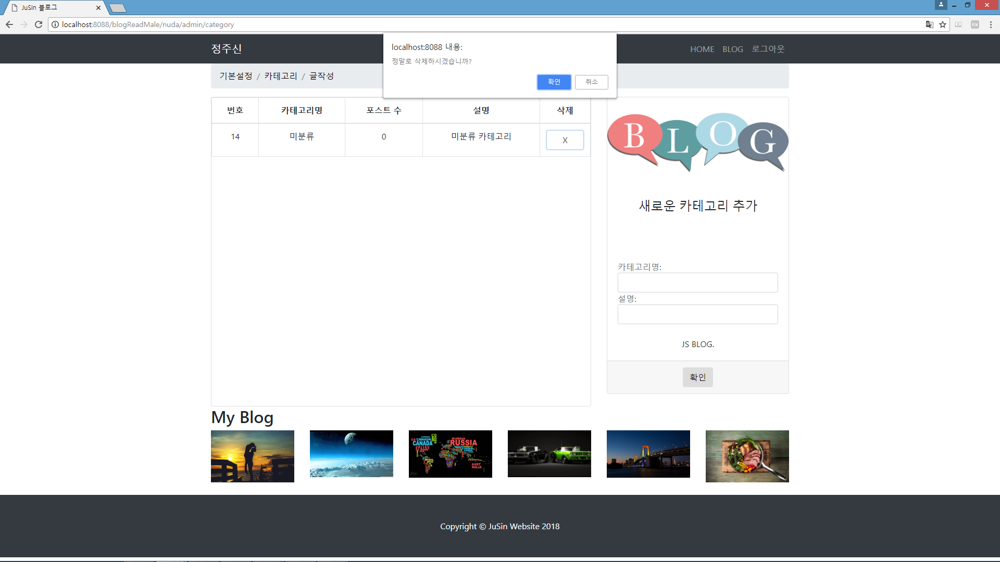 JuSin 블로그
localhost:8088/blogReadMale/nuda/admin/category
정주신
HOME BLOG 로그아웃
localhost:8088 내용:
정말로 삭제하시겠습니까?
확인 취소
기본설정 / 카테고리 / 글작성
번호 카테고리명 포스트 수 설명 삭제
14 미분류 0 미분류 카테고리 X
BLOG
새로운 카테고리 추가
카테고리명:
설명:
JS BLOG.
확인
My Blog
CANADA
U.S. CANADA
CANADA
RUSSIA
RUSSIA
CHINA
AUST
RALIA
Copyright © JuSin Website 2018